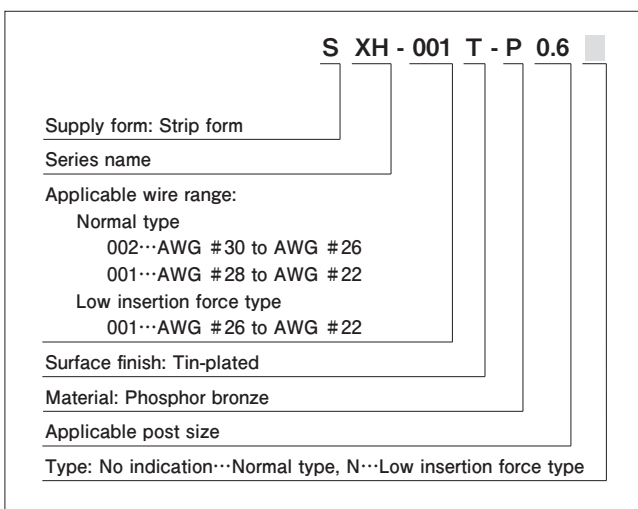 S XH - 001 T - P 0.6
Supply form: Strip form
Series name
Applicable wire range:
Normal type
002···AWG #30 to AWG #26
001···AWG #28 to AWG #22
Low insertion force type
001···AWG #26 to AWG #22
Surface finish: Tin-plated
Material: Phosphor bronze
Applicable post size
Type: No indication···Normal type, N···Low insertion force type